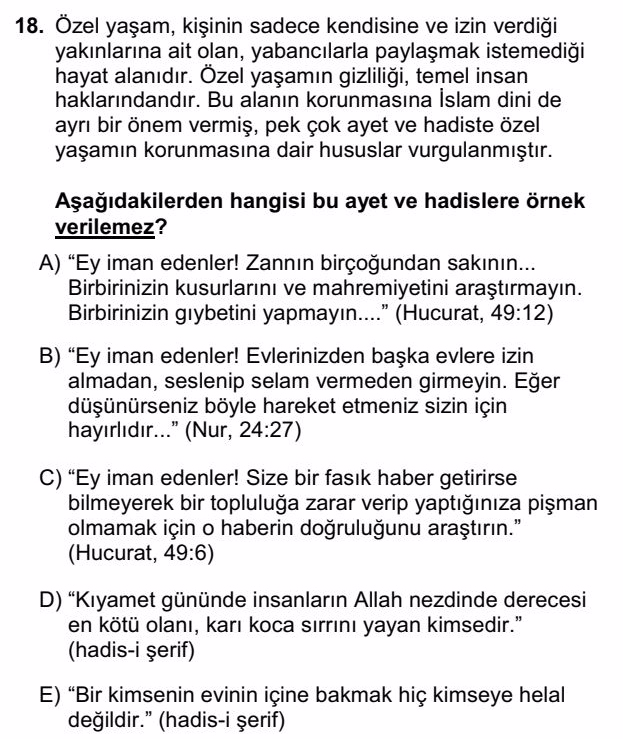 18. Özel yaşam, kişinin sadece kendisine ve izin verdiği
yakınlarına ait olan, yabancılarla paylaşmak istemediği
hayat alanıdır. Özel yaşamın gizliliği, temel insan
haklarındandır. Bu alanın korunmasına İslam dini de
ayrı bir önem vermiş, pek çok ayet ve hadiste özel
yaşamın korunmasına dair hususlar vurgulanmıştır.
Aşağıdakilerden hangisi bu ayet ve hadislere örnek
verilemez?
A) “Ey iman edenler! Zannın birçoğundan sakının...
Birbirinizin kusurlarını ve mahremiyetini araştırmayın.
Birbirinizin gıybetini yapmayın....” (Hucurat, 49:12)
B) “Ey iman edenler! Evlerinizden başka evlere izin
almadan, seslenip selam vermeden girmeyin. Eğer
düşünürseniz böyle hareket etmeniz sizin için
hayırlıdır...” (Nur, 24:27)
C) “Ey iman edenler! Size bir fasık haber getirirse
bilmeyerek bir topluluğa zarar verip yaptığınıza pişman
olmamak için o haberin doğruluğunu araştırın.”
(Hucurat, 49:6)
D) “Kıyamet gününde insanların Allah nezdinde derecesi
en kötü olanı, karı koca sırrını yayan kimsedir.”
(hadis-i şerif)
E) “Bir kimsenin evinin içine bakmak hiç kimseye helal
değildir.” (hadis-i şerif)